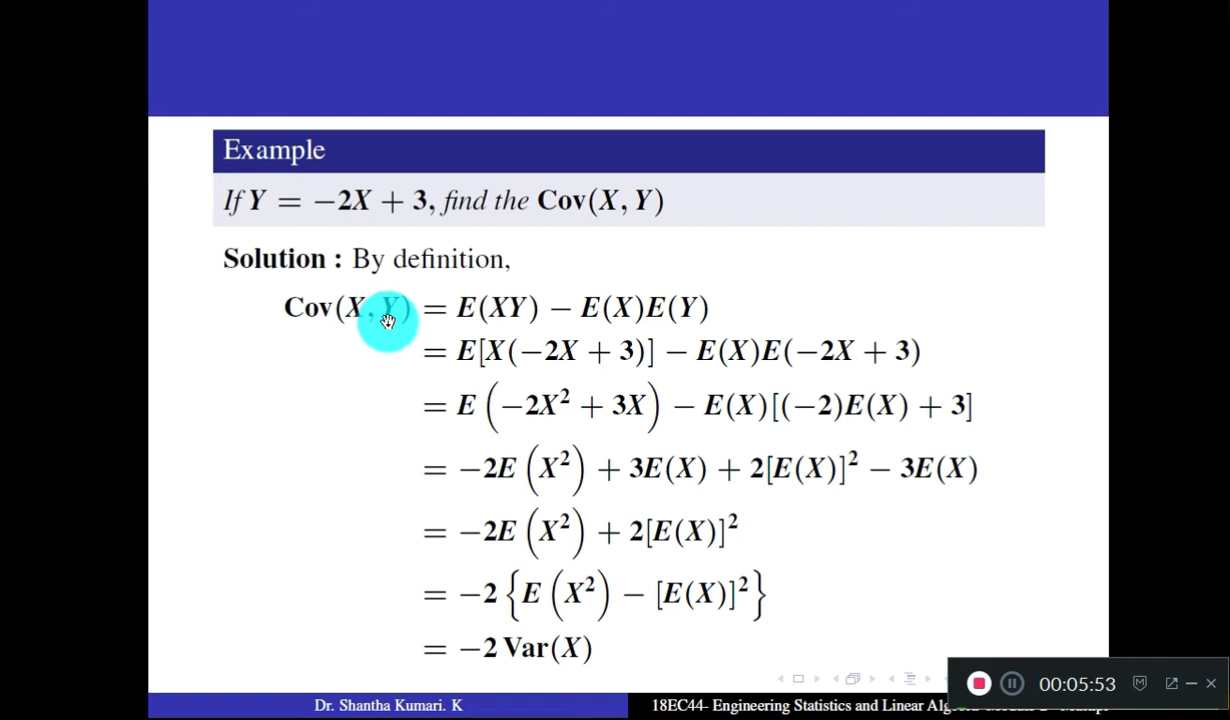 Example
If Y = −2X + 3, find the Cov(X, Y)
Solution : By definition,
Cov(X, Y) = E(XY) − E(X)E(Y)
= E[X(−2X + 3)] − E(X)E(−2X + 3)
= E(−2X² + 3X) − E(X)[(−2)E(X) + 3]
= −2E(X²) + 3E(X) + 2[E(X)]² − 3E(X)
= −2E(X²) + 2[E(X)]²
= −2{E(X²) − [E(X)]²}
= −2 Var(X)
00:05:53
Dr. Shantha Kumari. K
18EC44- Engineering Statistics and Linear